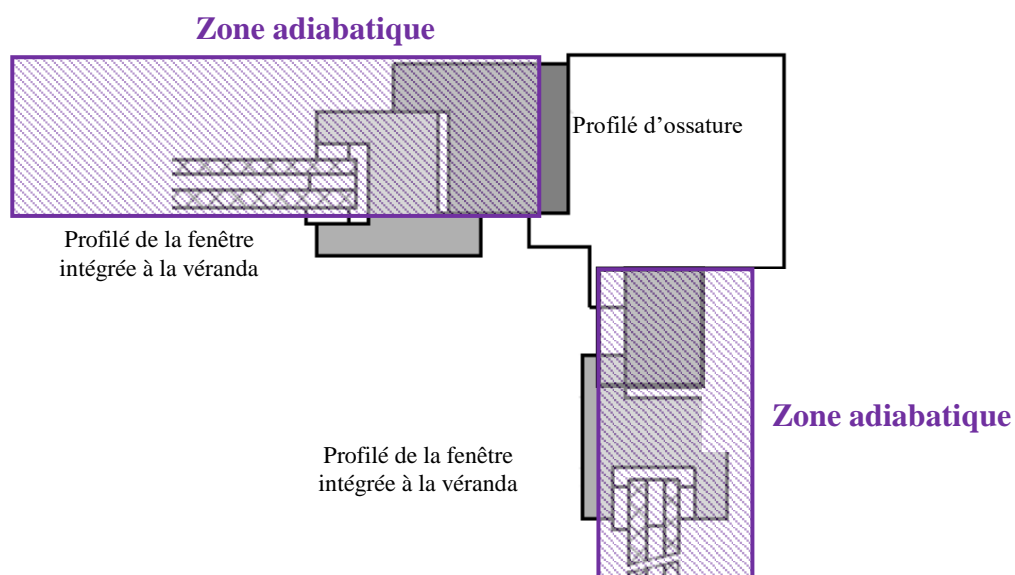 Zone adiabatique
Profilé d’ossature
Profilé de la fenêtre
intégrée à la véranda
Zone adiabatique
Profilé de la fenêtre
intégrée à la véranda